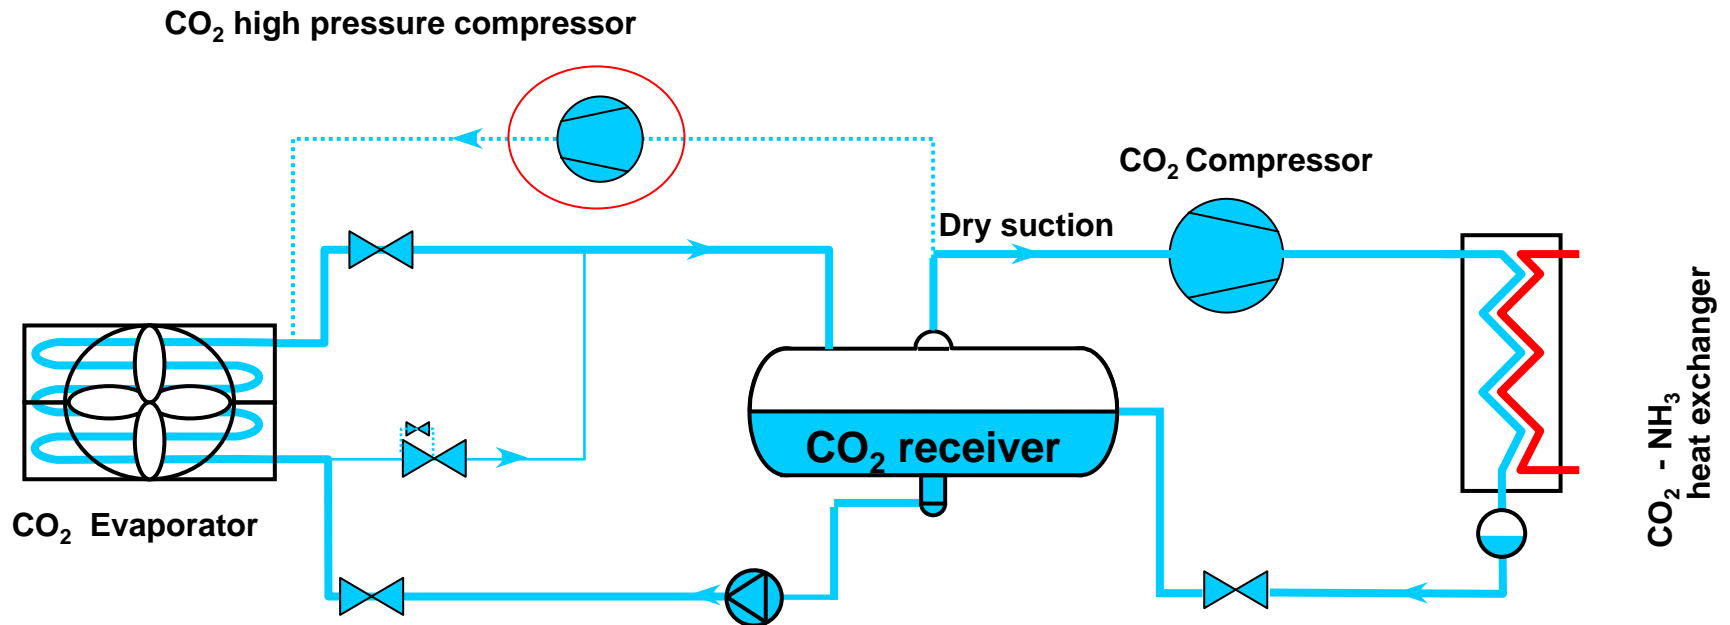 CO₂ high pressure compressor
CO₂ Compressor
Dry suction
CO₂ receiver
CO₂ Evaporator
CO₂ - NH₃
heat exchanger